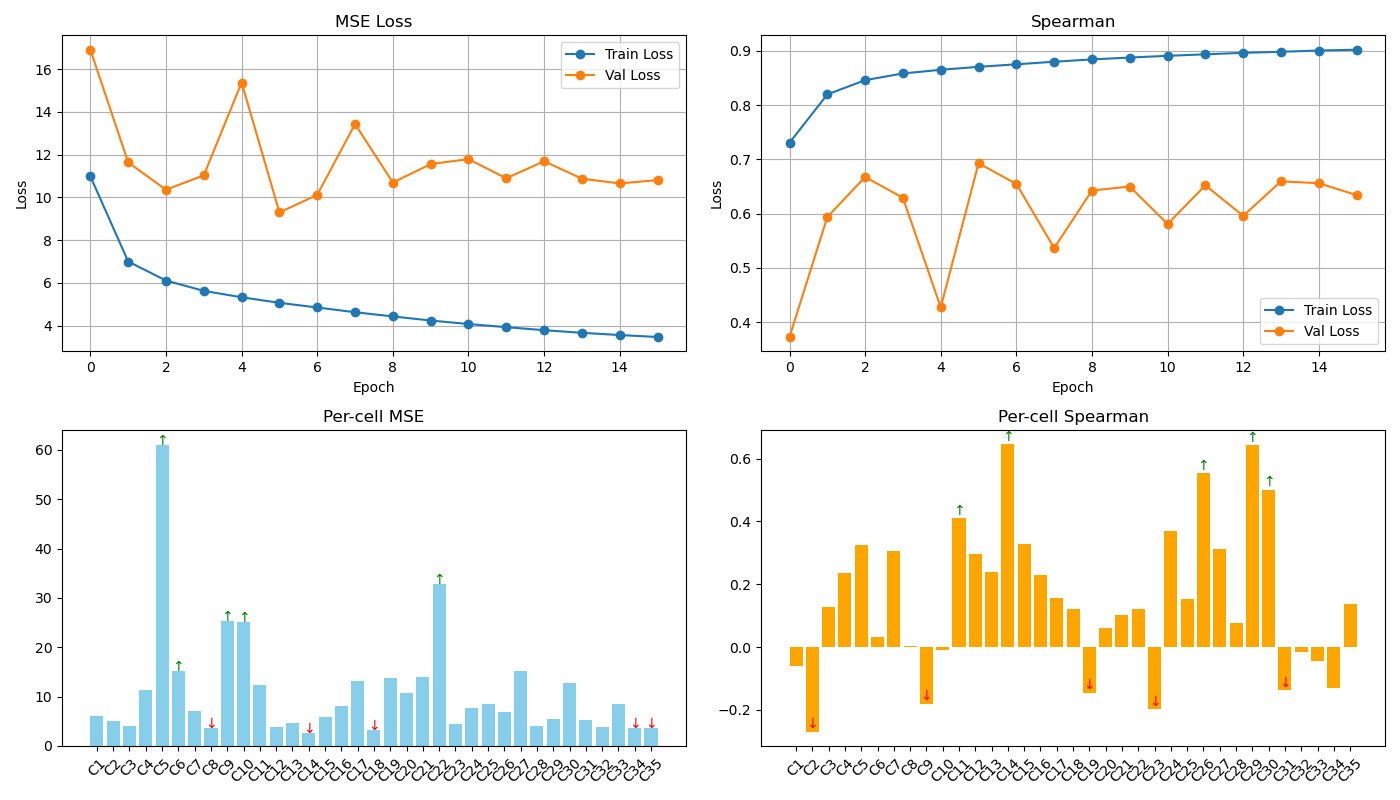 MSE Loss
16
14
12
10
8
6
4
Loss
Train Loss
Val Loss
0 2 4 6 8 10 12 14
Epoch
Spearman
0.9
0.8
0.7
0.6
0.5
0.4
Loss
Train Loss
Val Loss
0 2 4 6 8 10 12 14
Epoch
Per-cell MSE
60
50
40
30
20
10
0
↑ ↑ ↓ ↑ ↑ ↓ ↓ ↑ ↓ ↓
C1 C2 C3 C4 C5 C6 C7 C8 C9 C10 C11 C12 C13 C14 C15 C16 C17 C18 C19 C20 C21 C22 C23 C24 C25 C26 C27 C28 C29 C30 C31 C32 C33 C34 C35
Per-cell Spearman
0.6
0.4
0.2
0.0
−0.2
↓ ↓ ↑ ↑ ↓ ↓ ↑ ↑ ↑ ↓
C1 C2 C3 C4 C5 C6 C7 C8 C9 C10 C11 C12 C13 C14 C15 C16 C17 C18 C19 C20 C21 C22 C23 C24 C25 C26 C27 C28 C29 C30 C31 C32 C33 C34 C35